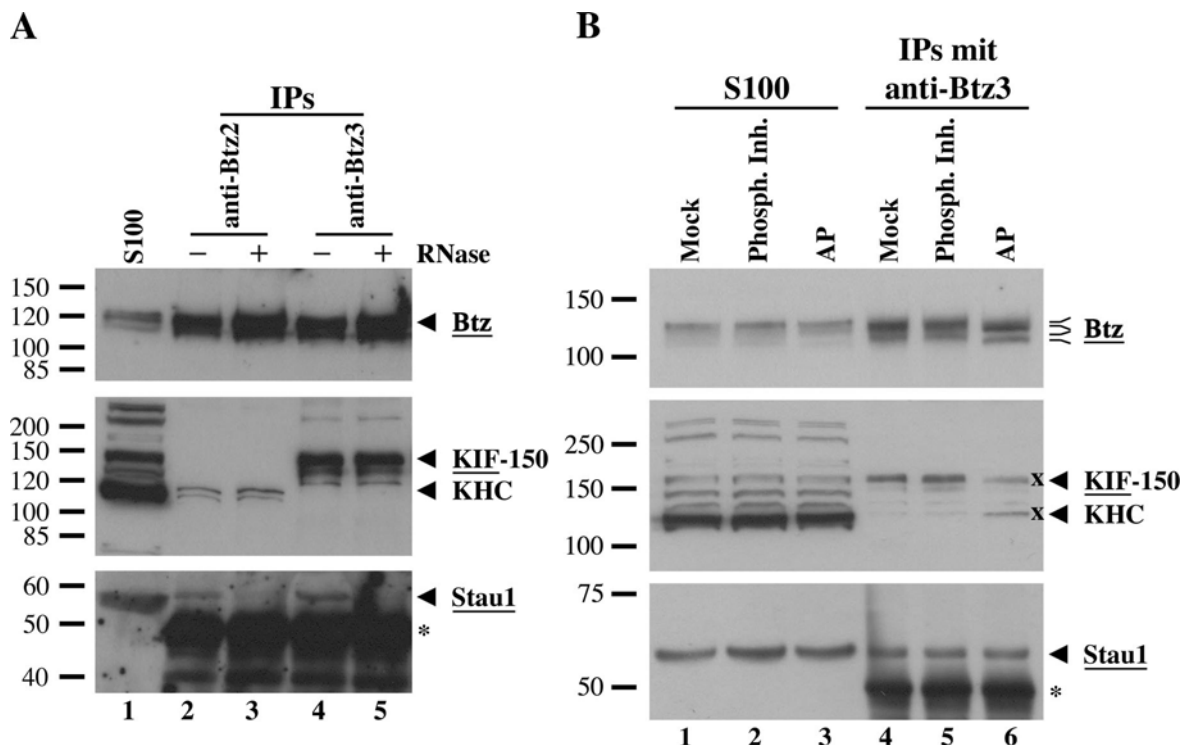 A
IPs
anti-Btz2
anti-Btz3
S100
– + – + RNase
150
120
100
85
Btz
200
150
120
100
85
KIF-150
KHC
60
50
40
Stau1
*
1 2 3 4 5
B
S100
IPs mit
anti-Btz3
Mock
Phosph. Inh.
AP
Mock
Phosph. Inh.
AP
150
100
Btz
250
150
100
x KIF-150
x KHC
75
50
Stau1
*
1 2 3 4 5 6